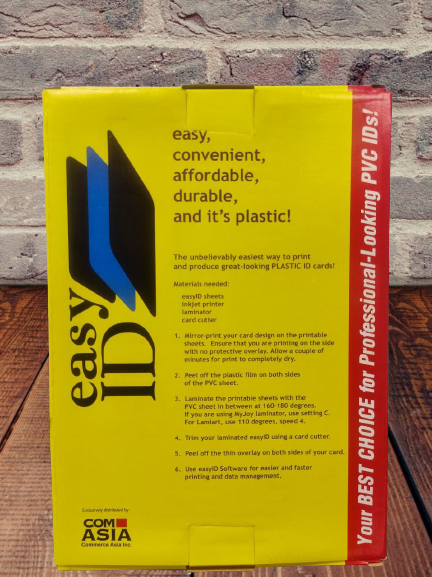 easy,
convenient,
affordable,
durable,
and it's plastic!
easy
ID
The unbelievably easiest way to print
and produce great-looking PLASTIC ID cards!
Materials needed:
easyID sheets
inkjet printer
laminator
card cutter
1. Mirror-print your card design on the printable
sheets. Ensure that you are printing on the side
with no protective overlay. Allow a couple of
minutes for print to completely dry.
2. Peel off the plastic film on both sides
of the PVC sheet.
3. Laminate the printable sheets with the
PVC sheet in between at 160-180 degrees.
If you are using MyJoy laminator, use setting C.
For Lamiart, use 110 degrees, speed 4.
4. Trim your laminated easyID using a card cutter.
5. Peel off the thin overlay on both sides of your card.
6. Use easyID Software for easier and faster
printing and data management.
Exclusively distributed by
COM
ASIA
Commerce Asia Inc.
Your BEST CHOICE for Professional-Looking PVC IDs!